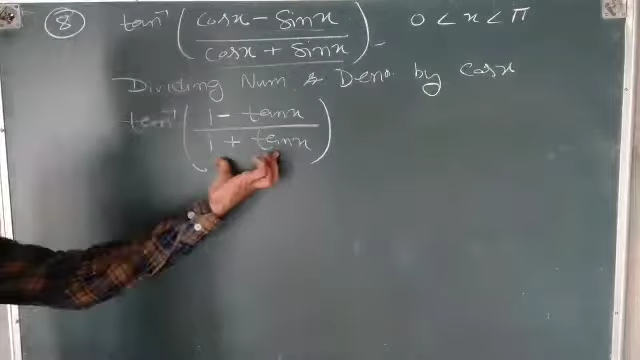 (8) tan⁻¹ ( (cosx - sinx) / (cosx + sinx) ) - 0 < x < π
Dividing Num. & Deno. by cosx
tan⁻¹ ( (1 - tanx) / (1 + tanx) )